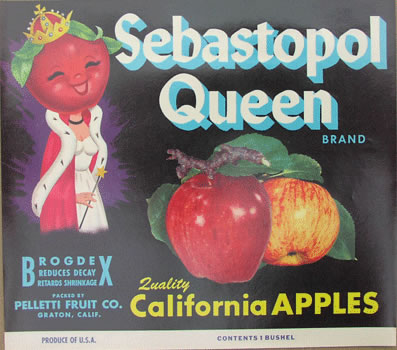 Sebastopol
Queen
BRAND
BROGDEX
REDUCES DECAY
RETARDS SHRINKAGE
PACKED BY
PELLETTI FRUIT CO.
GRATON, CALIF.
Quality
California APPLES
PRODUCE OF U.S.A.
CONTENTS 1 BUSHEL